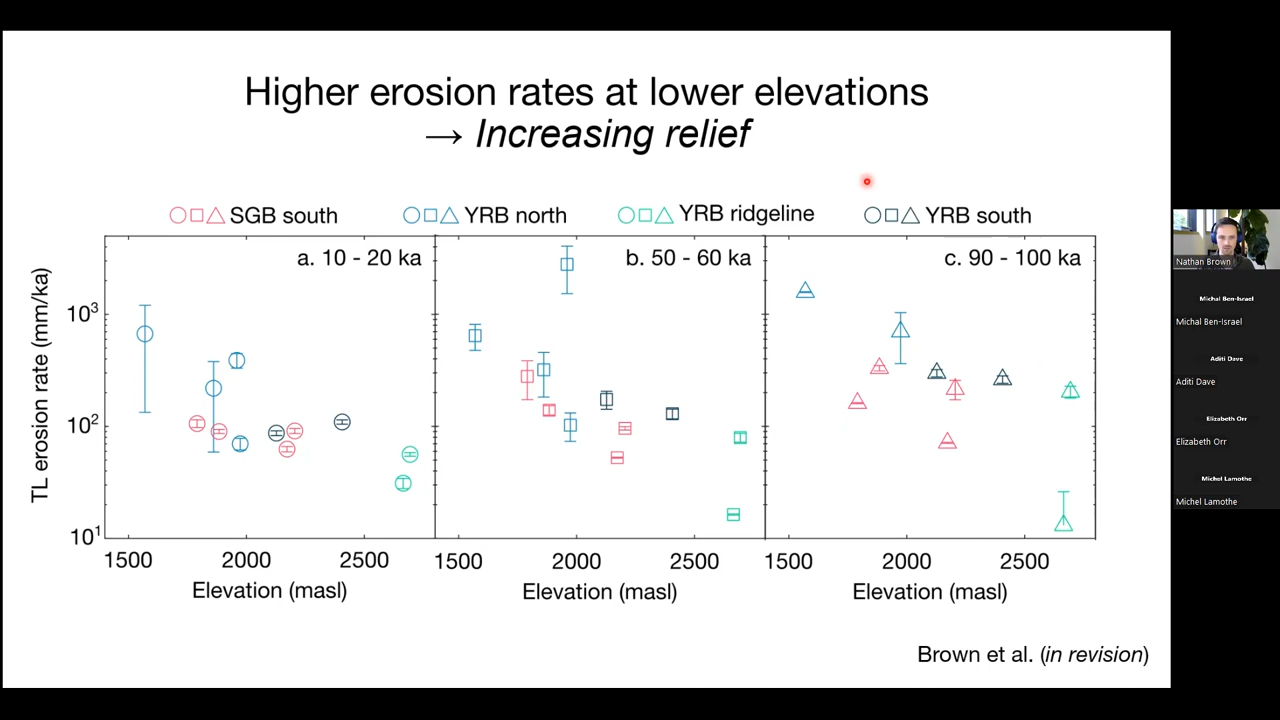 Higher erosion rates at lower elevations
→ Increasing relief
SGB south
YRB north
YRB ridgeline
YRB south
a. 10 - 20 ka
b. 50 - 60 ka
c. 90 - 100 ka
TL erosion rate (mm/ka)
10³
10²
10¹
1500 2000 2500
1500 2000 2500
1500 2000 2500
Elevation (masl)
Elevation (masl)
Elevation (masl)
Brown et al. (in revision)
Nathan Brown
Michal Ben-Israel
Michal Ben-Israel
Aditi Dave
Aditi Dave
Elizabeth Orr
Elizabeth Orr
Michel Lamothe
Michel Lamothe